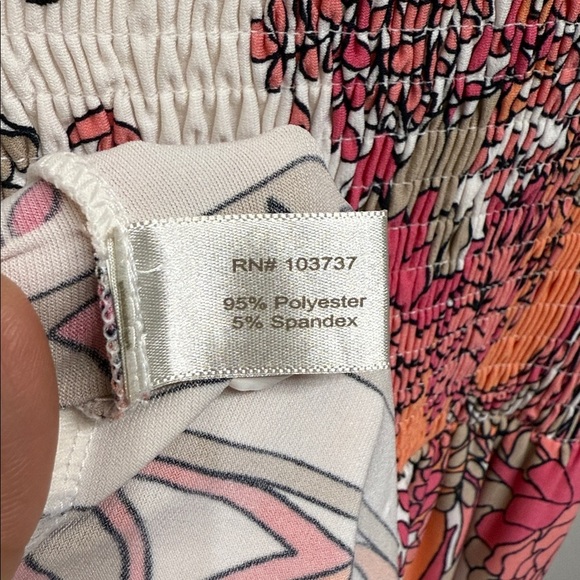 RN# 103737
95% Polyester
5% Spandex